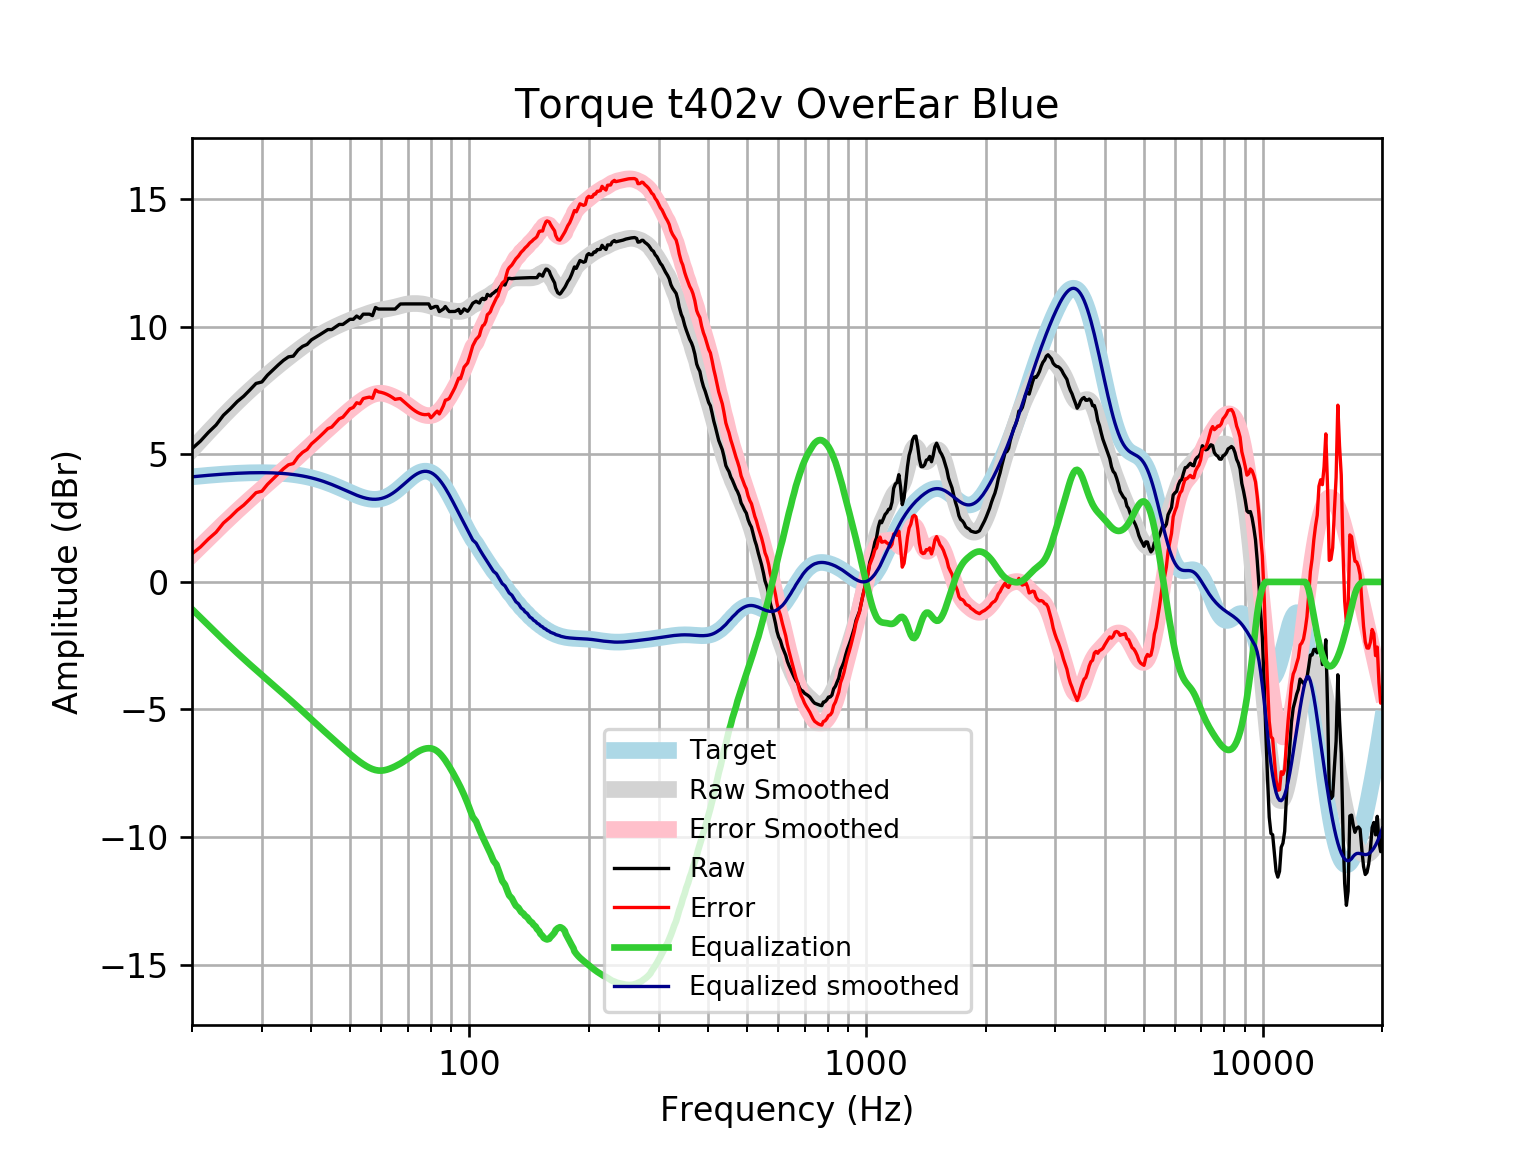 Torque t402v OverEar Blue
Amplitude (dBr)
15
10
5
0
−5
−10
−15
Target
Raw Smoothed
Error Smoothed
Raw
Error
Equalization
Equalized smoothed
100
1000
10000
Frequency (Hz)